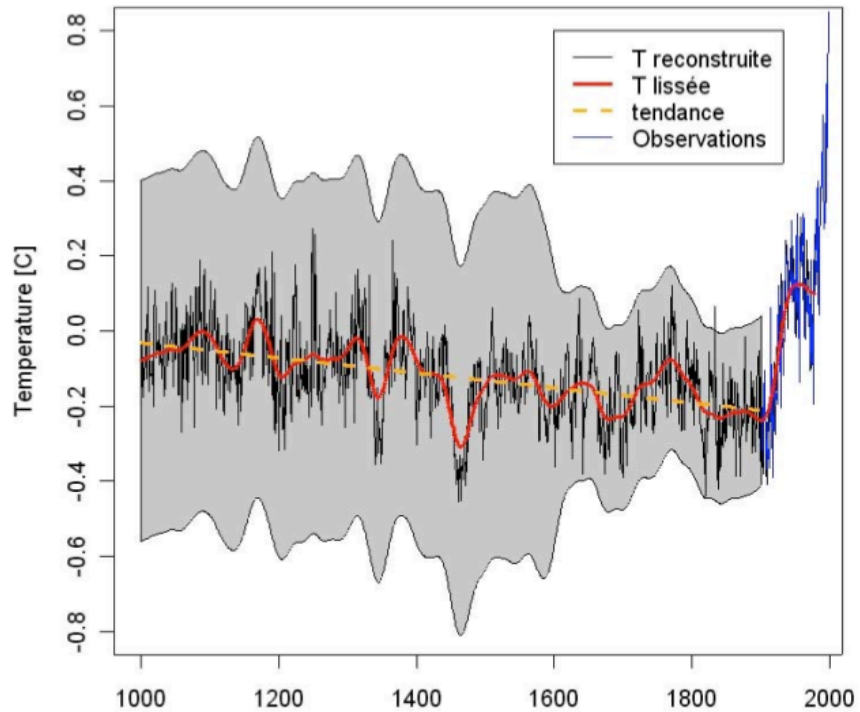 T reconstruite
T lissée
tendance
Observations
Temperature [C]
0.8
0.6
0.4
0.2
0.0
-0.2
-0.4
-0.6
-0.8
1000 1200 1400 1600 1800 2000